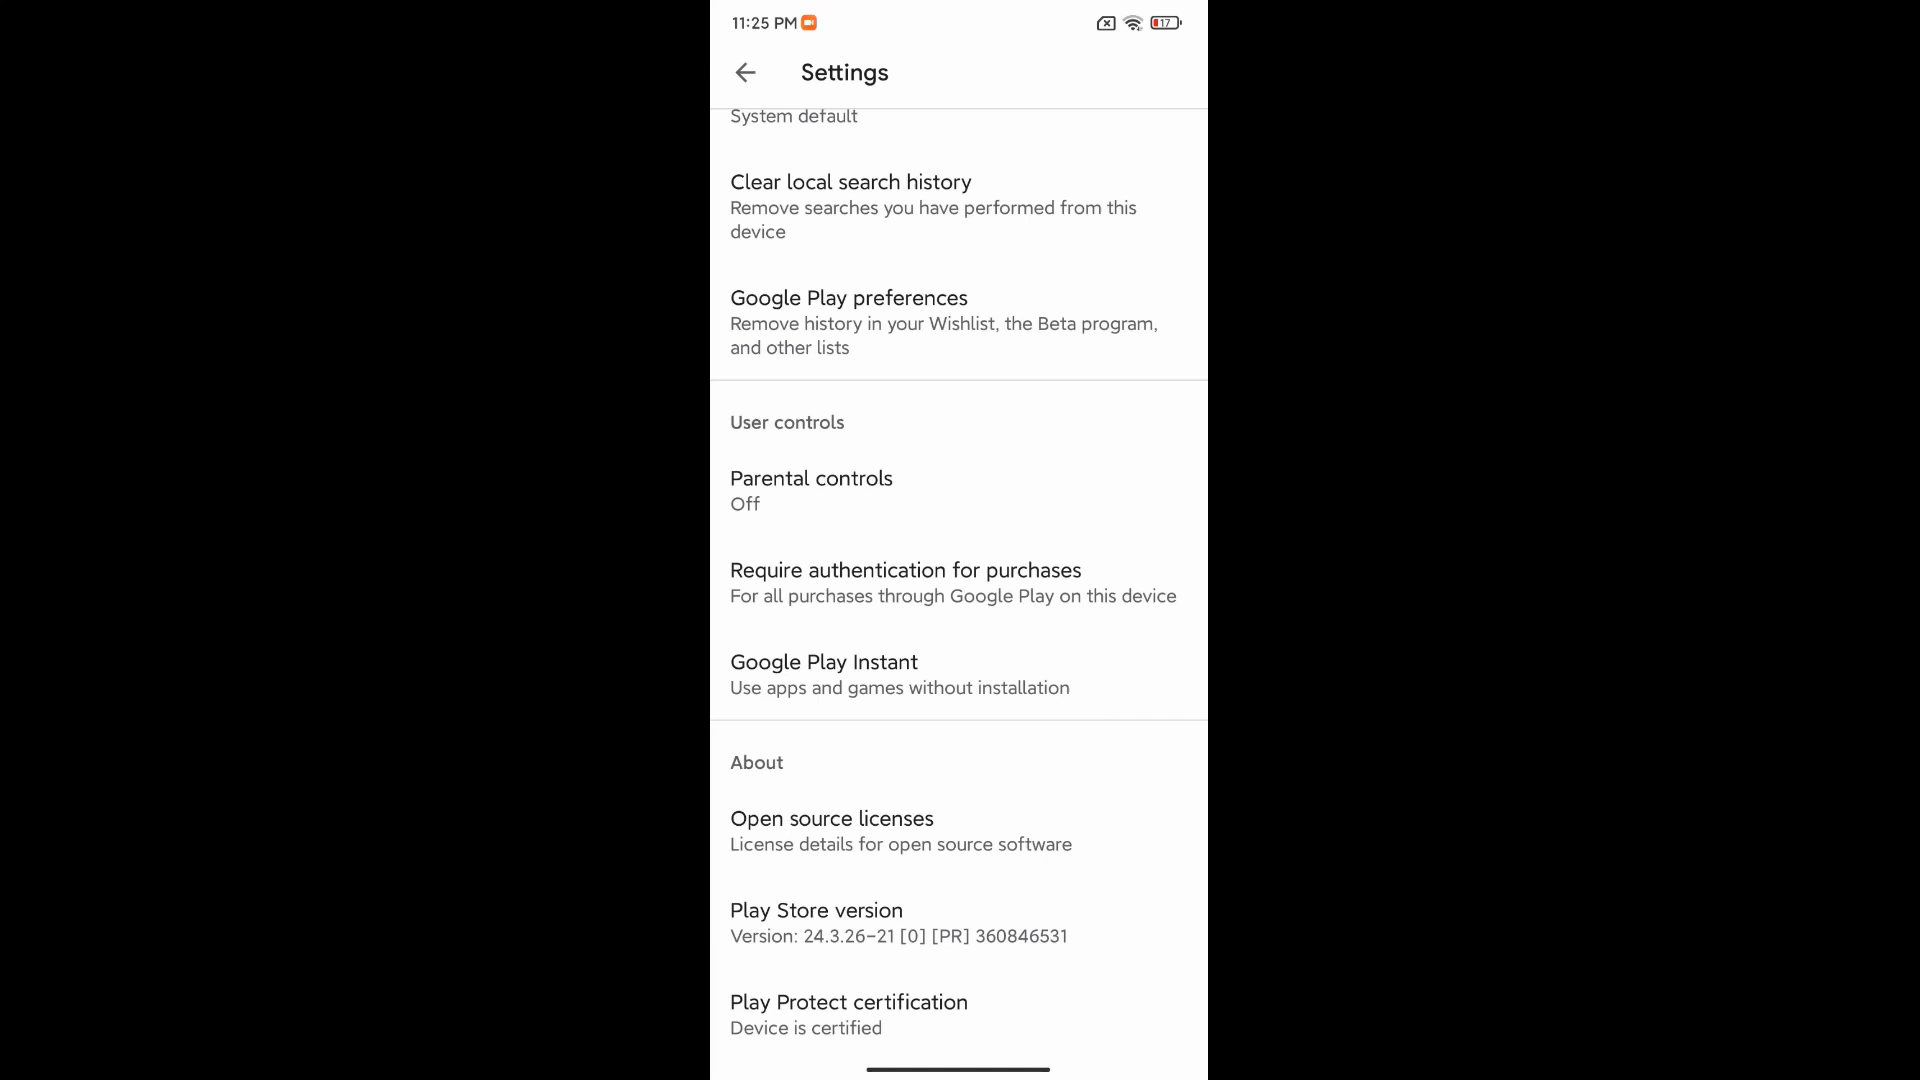 11:25 PM
17
Settings
System default
Clear local search history
Remove searches you have performed from this
device
Google Play preferences
Remove history in your Wishlist, the Beta program,
and other lists
User controls
Parental controls
Off
Require authentication for purchases
For all purchases through Google Play on this device
Google Play Instant
Use apps and games without installation
About
Open source licenses
License details for open source software
Play Store version
Version: 24.3.26-21 [0] [PR] 360846531
Play Protect certification
Device is certified